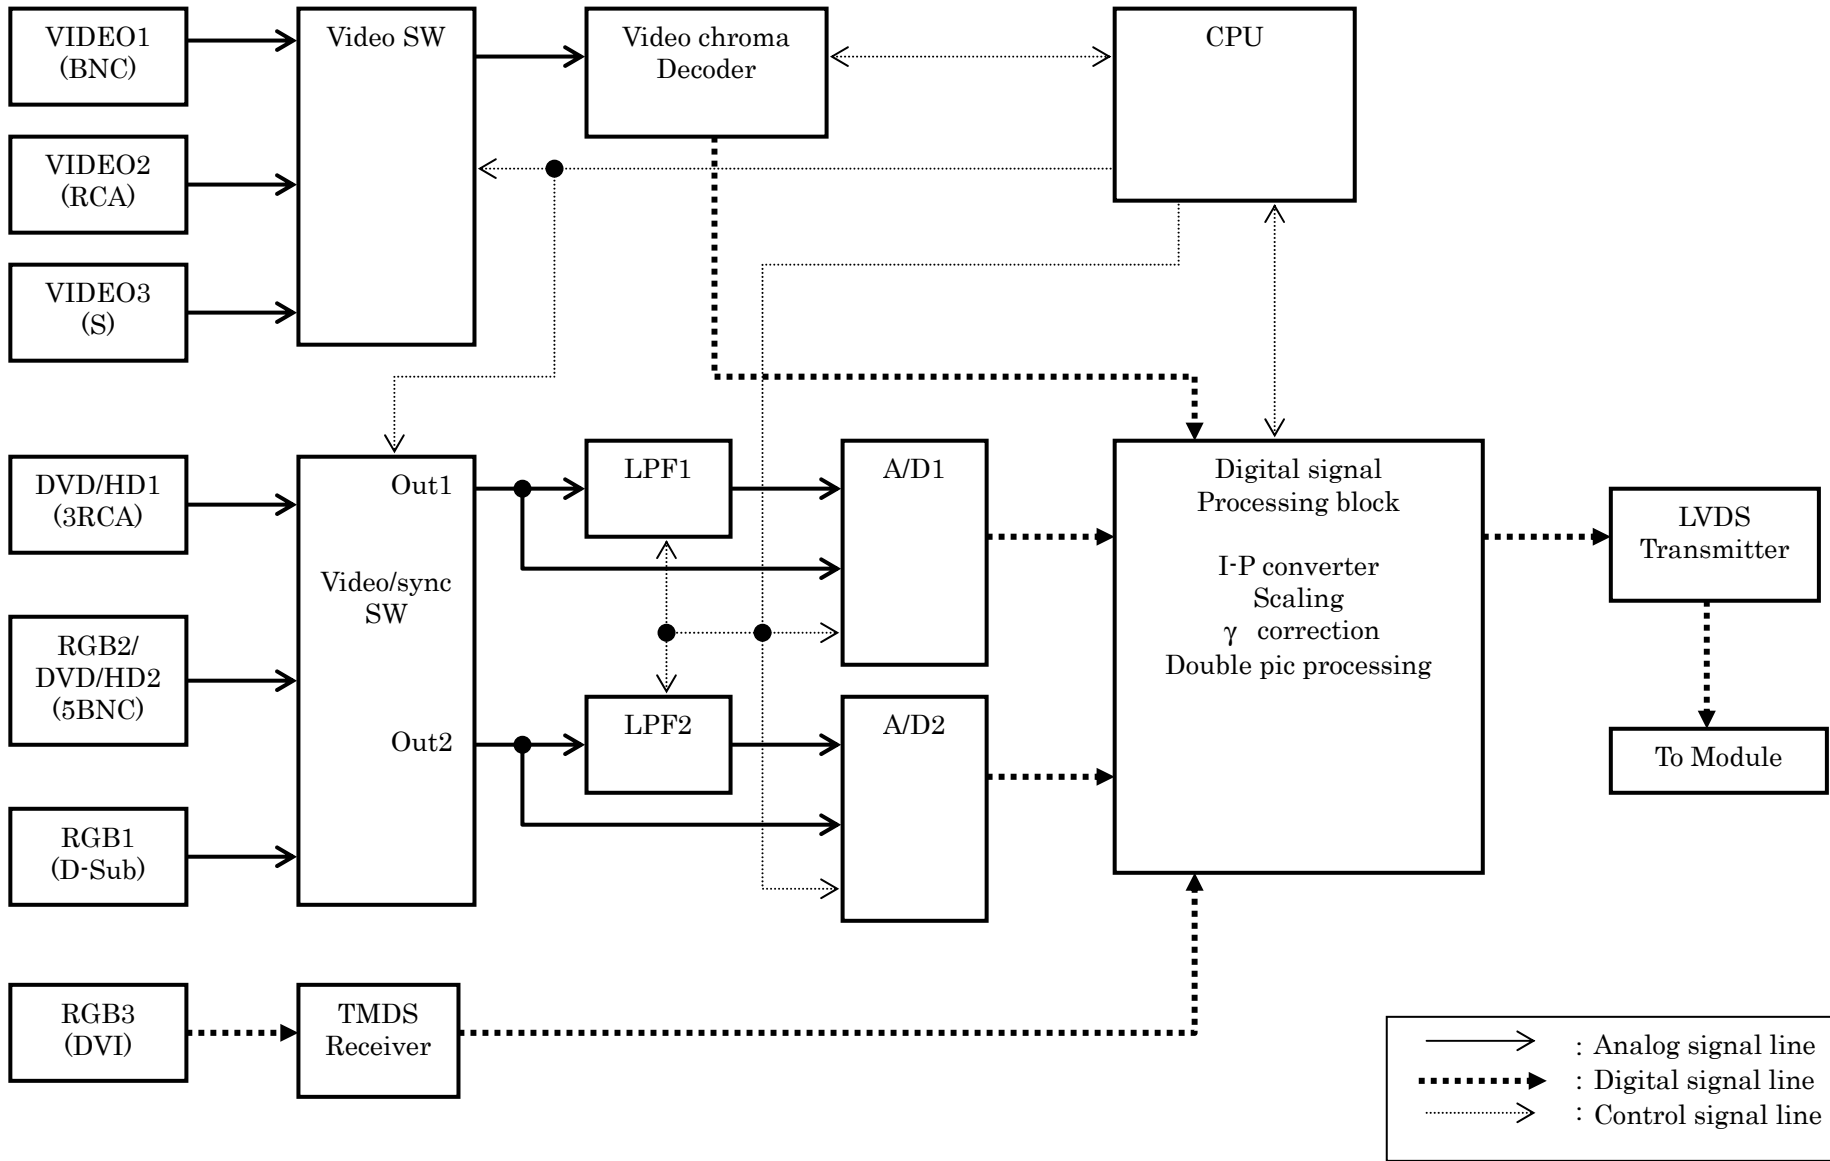 VIDEO1
(BNC)
Video SW
Video chroma
Decoder
CPU
VIDEO2
(RCA)
VIDEO3
(S)
DVD/HD1
(3RCA)
Out1
Video/sync
SW
Out2
LPF1
A/D1
Digital signal
Processing block
I-P converter
Scaling
γ correction
Double pic processing
LVDS
Transmitter
RGB2/
DVD/HD2
(5BNC)
LPF2
A/D2
To Module
RGB1
(D-Sub)
RGB3
(DVI)
TMDS
Receiver
: Analog signal line
: Digital signal line
: Control signal line